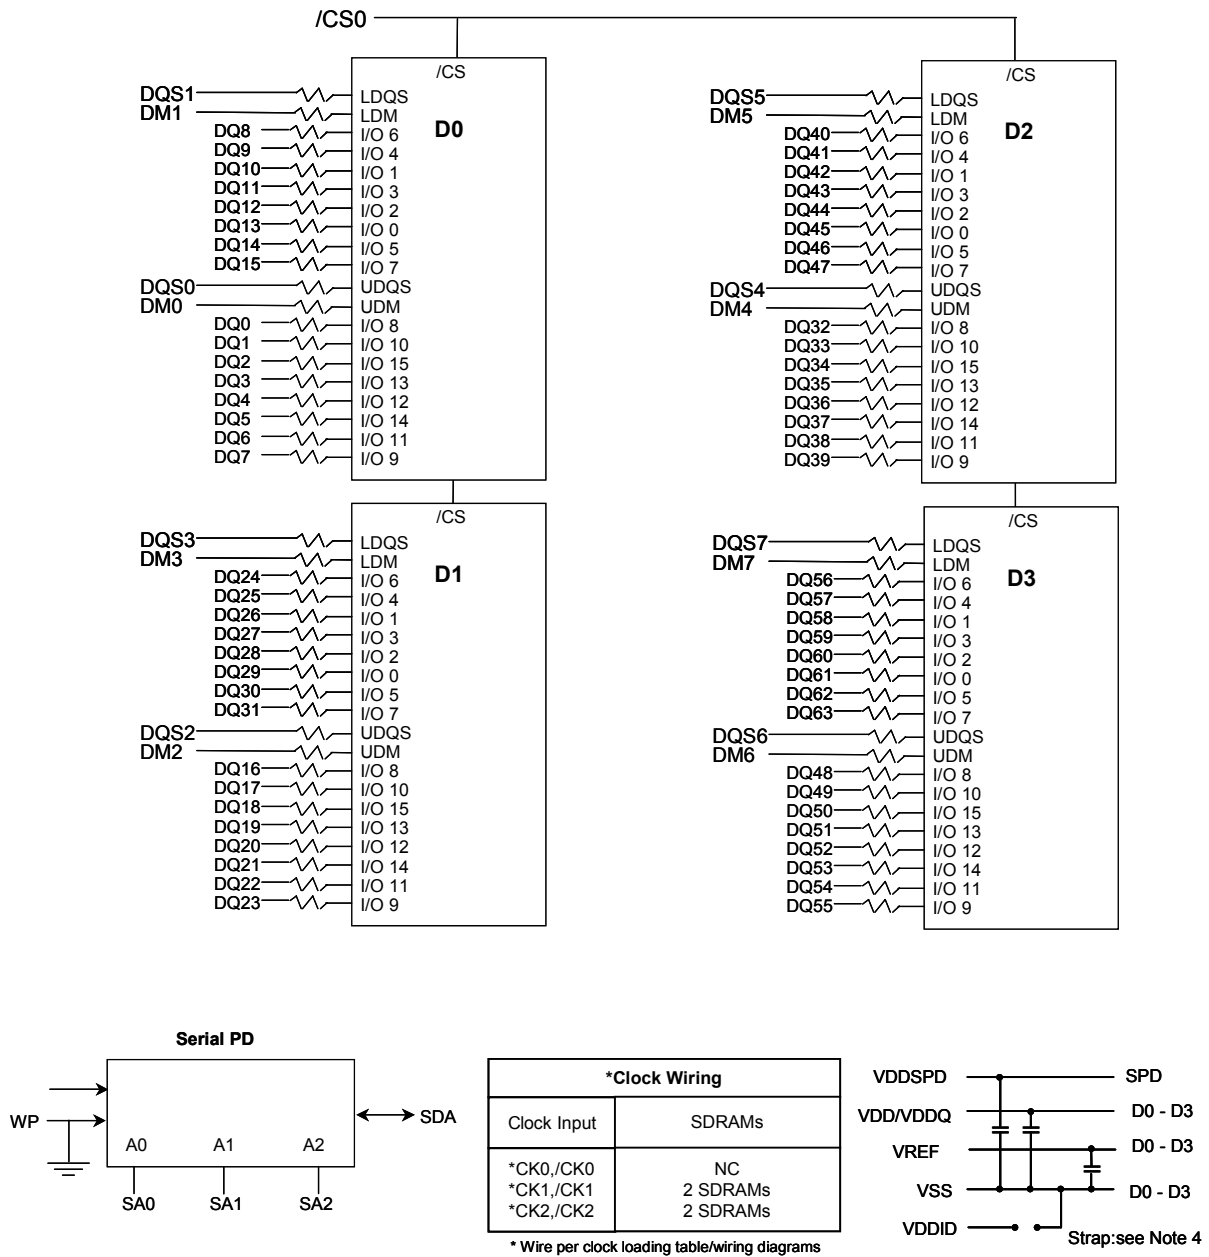 /CS0
/CS
DQS1 LDQS
DM1 LDM
D0
DQ8 I/O 6
DQ9 I/O 4
DQ10 I/O 1
DQ11 I/O 3
DQ12 I/O 2
DQ13 I/O 0
DQ14 I/O 5
DQ15 I/O 7
DQS0 UDQS
DM0 UDM
DQ0 I/O 8
DQ1 I/O 10
DQ2 I/O 15
DQ3 I/O 13
DQ4 I/O 12
DQ5 I/O 14
DQ6 I/O 11
DQ7 I/O 9
/CS
DQS5 LDQS
DM5 LDM
D2
DQ40 I/O 6
DQ41 I/O 4
DQ42 I/O 1
DQ43 I/O 3
DQ44 I/O 2
DQ45 I/O 0
DQ46 I/O 5
DQ47 I/O 7
DQS4 UDQS
DM4 UDM
DQ32 I/O 8
DQ33 I/O 10
DQ34 I/O 15
DQ35 I/O 13
DQ36 I/O 12
DQ37 I/O 14
DQ38 I/O 11
DQ39 I/O 9
/CS
DQS3 LDQS
DM3 LDM
D1
DQ24 I/O 6
DQ25 I/O 4
DQ26 I/O 1
DQ27 I/O 3
DQ28 I/O 2
DQ29 I/O 0
DQ30 I/O 5
DQ31 I/O 7
DQS2 UDQS
DM2 UDM
DQ16 I/O 8
DQ17 I/O 10
DQ18 I/O 15
DQ19 I/O 13
DQ20 I/O 12
DQ21 I/O 14
DQ22 I/O 11
DQ23 I/O 9
/CS
DQS7 LDQS
DM7 LDM
D3
DQ56 I/O 6
DQ57 I/O 4
DQ58 I/O 1
DQ59 I/O 3
DQ60 I/O 2
DQ61 I/O 0
DQ62 I/O 5
DQ63 I/O 7
DQS6 UDQS
DM6 UDM
DQ48 I/O 8
DQ49 I/O 10
DQ50 I/O 15
DQ51 I/O 13
DQ52 I/O 12
DQ53 I/O 14
DQ54 I/O 11
DQ55 I/O 9
Serial PD
WP SDA
A0 A1 A2
SA0 SA1 SA2
*Clock Wiring
Clock Input SDRAMs
*CK0,/CK0 NC
*CK1,/CK1 2 SDRAMs
*CK2,/CK2 2 SDRAMs
* Wire per clock loading table/wiring diagrams
VDDSPD SPD
VDD/VDDQ D0 - D3
VREF D0 - D3
VSS D0 - D3
VDDID Strap:see Note 4